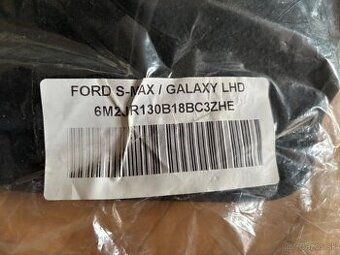 FORD S-MAX / GALAXY LHD
6M2JR130B18BC3ZHE